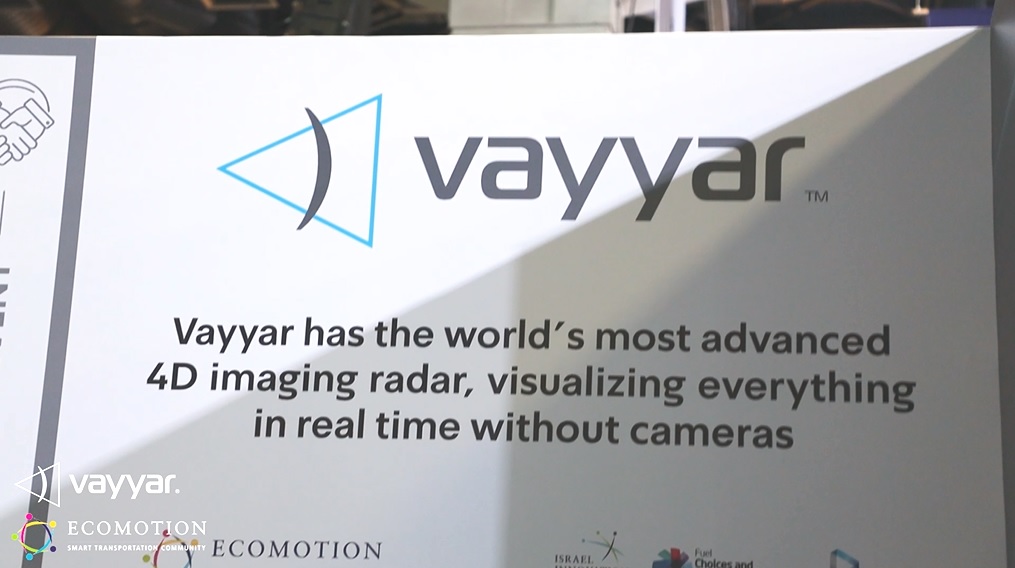 vayyar
TM
Vayyar has the world´s most advanced
4D imaging radar, visualizing everything
in real time without cameras
vayyar.
ECOMOTION
SMART TRANSPORTATION COMMUNITY
ECOMOTION
ISRAEL
Fuel
Choices and